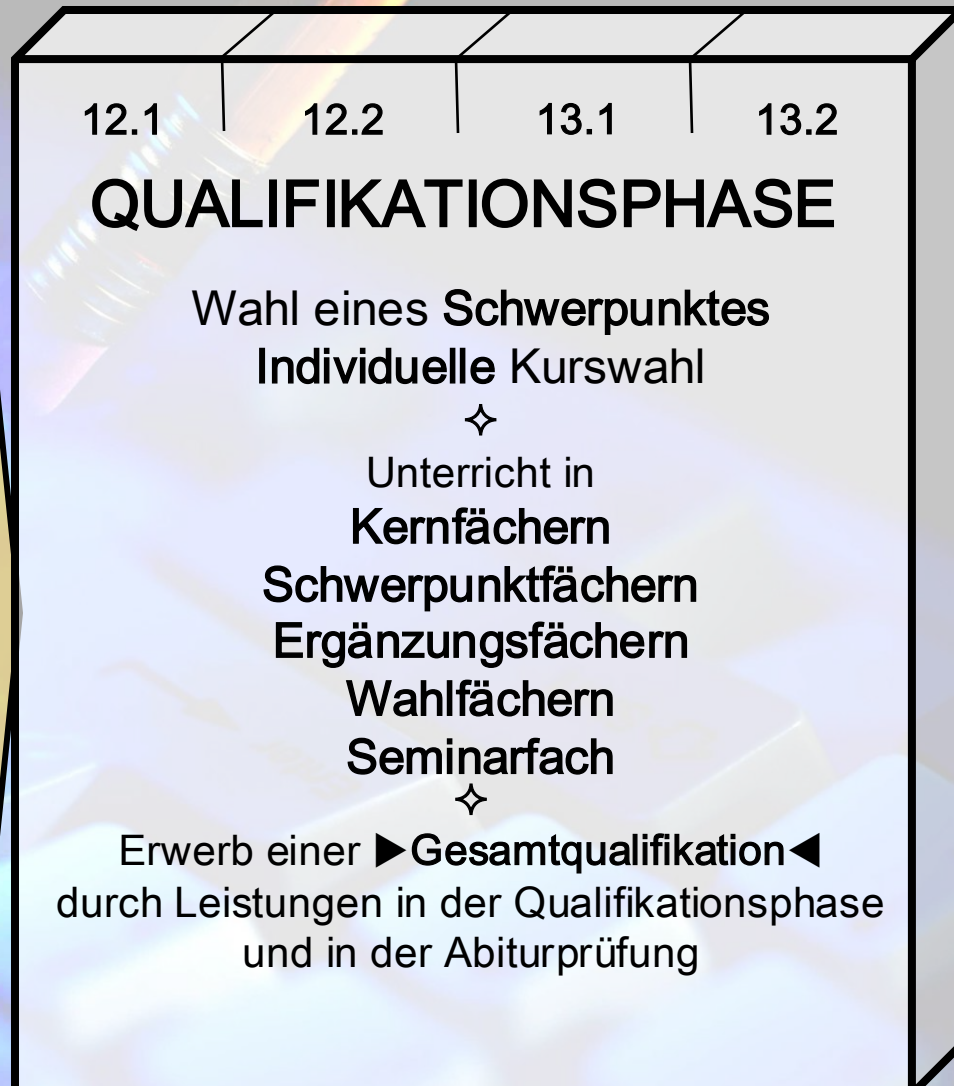 12.1 12.2 13.1 13.2
QUALIFIKATIONSPHASE
Wahl eines Schwerpunktes
Individuelle Kurswahl
✧
Unterricht in
Kernfächern
Schwerpunktfächern
Ergänzungsfächern
Wahlfächern
Seminarfach
✧
Erwerb einer ▶Gesamtqualifikation◀
durch Leistungen in der Qualifikationsphase
und in der Abiturprüfung